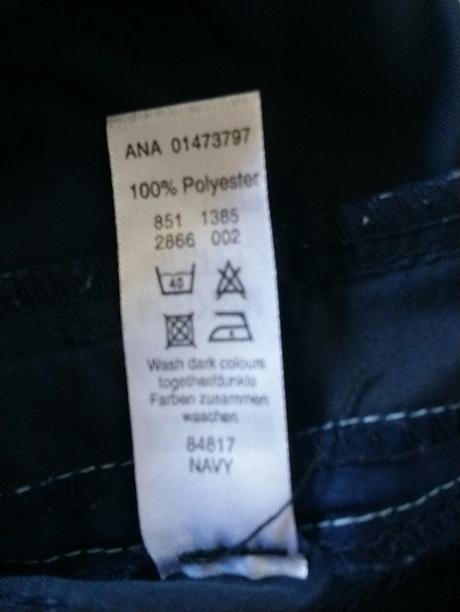 ANA 01473797
100% Polyester
851 1385
2866 002
40
Wash dark colours
together/dunkle
Farben zusammen
waschen
84817
NAVY